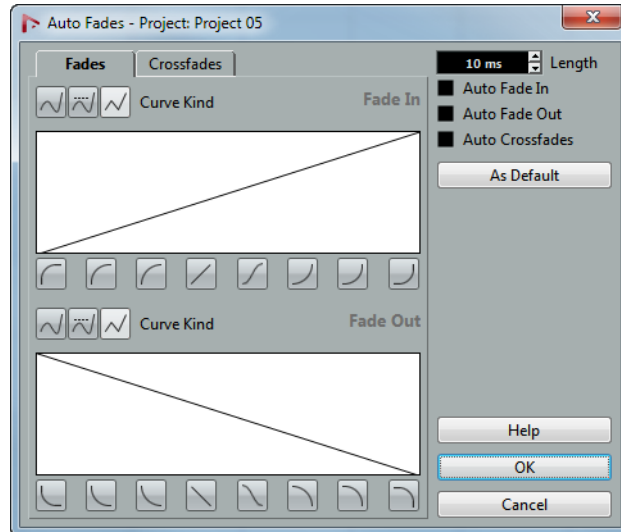 Auto Fades - Project: Project 05
Fades
Crossfades
Curve Kind
Fade In
Curve Kind
Fade Out
10 ms
Length
Auto Fade In
Auto Fade Out
Auto Crossfades
As Default
Help
OK
Cancel